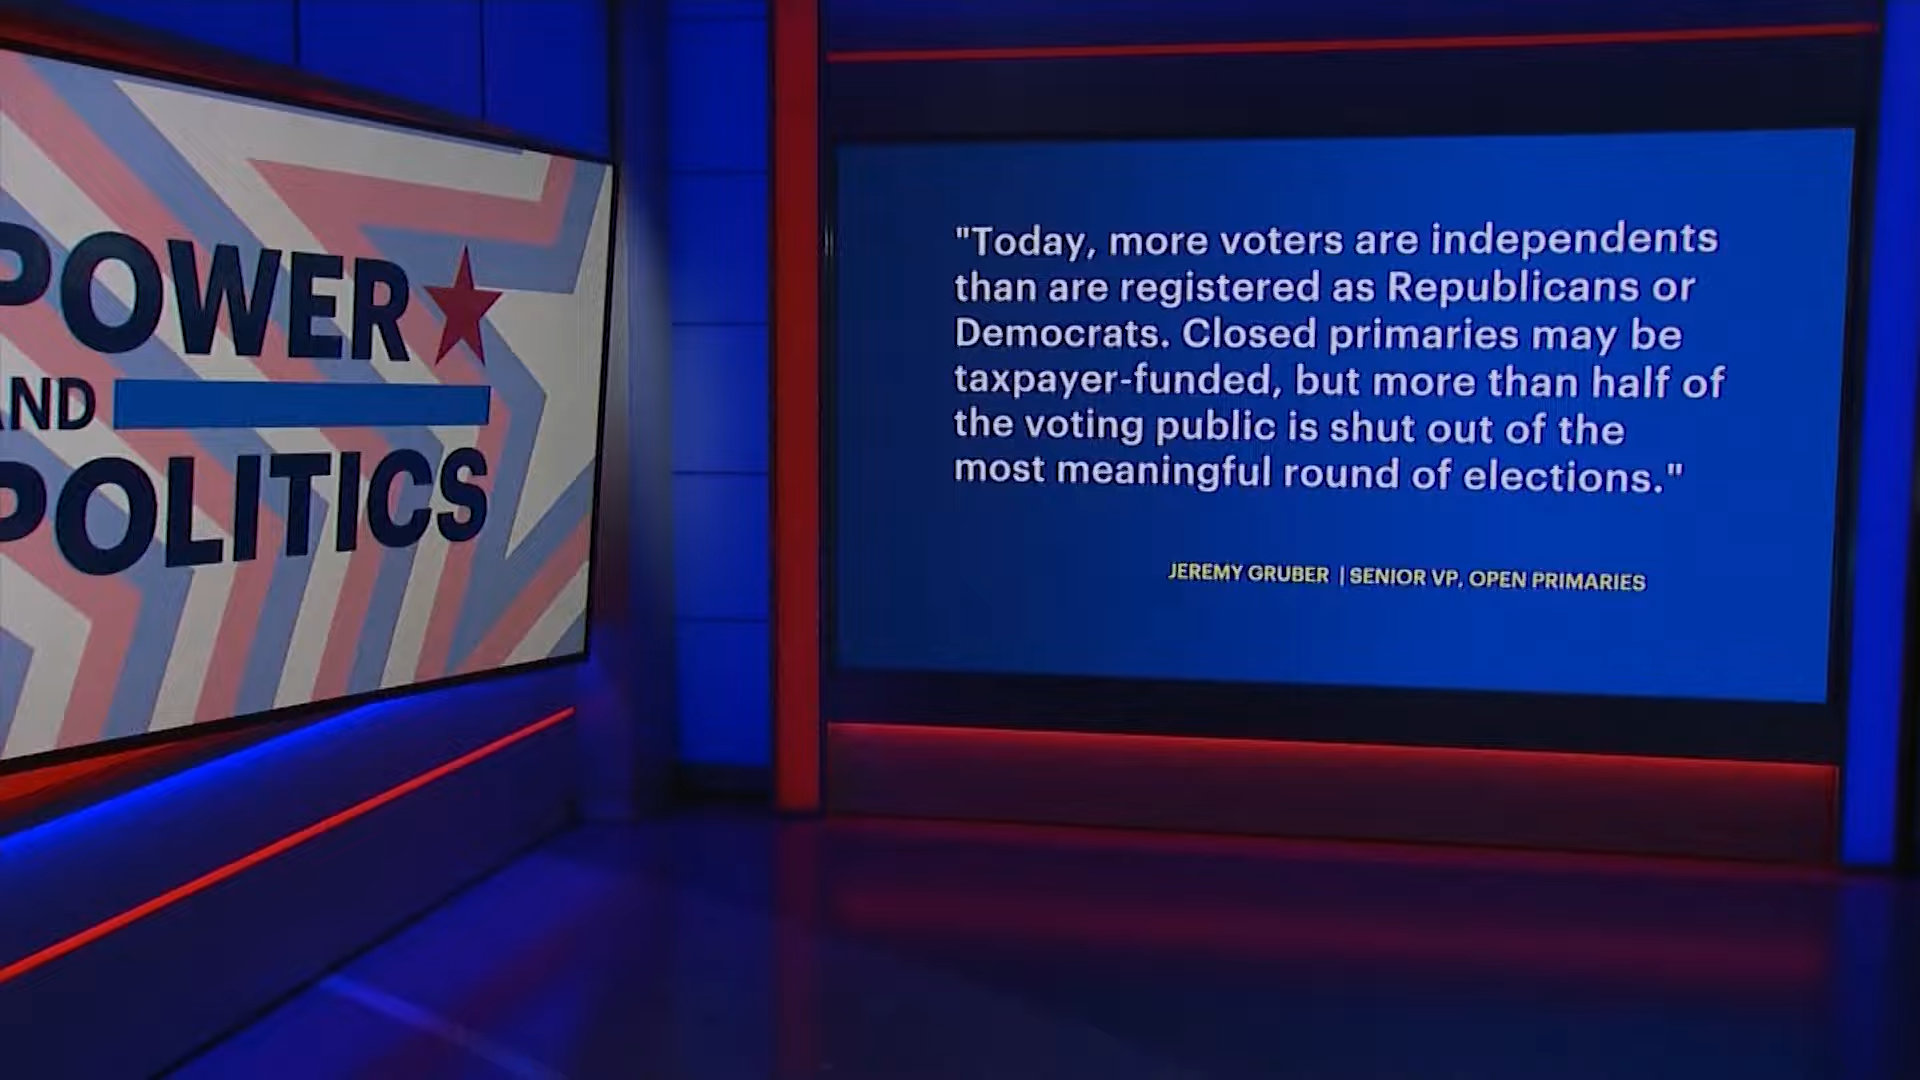 POWER
AND
POLITICS
"Today, more voters are independents
than are registered as Republicans or
Democrats. Closed primaries may be
taxpayer-funded, but more than half of
the voting public is shut out of the
most meaningful round of elections."
JEREMY GRUBER | SENIOR VP, OPEN PRIMARIES